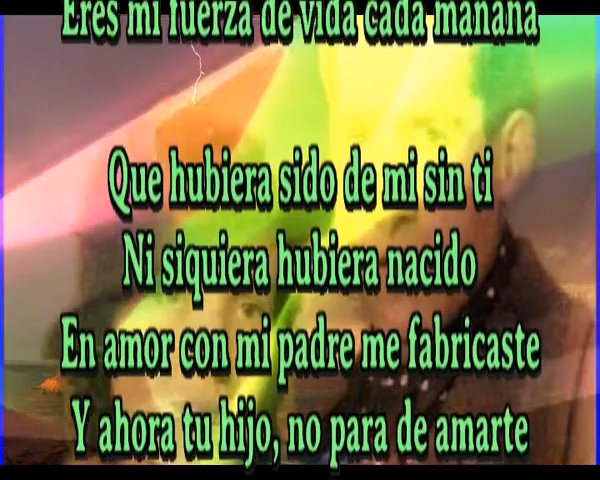 Eres mi fuerza de vida cada mañana
Que hubiera sido de mi sin ti
Ni siquiera hubiera nacido
En amor con mi padre me fabricaste
Y ahora tu hijo, no para de amarte